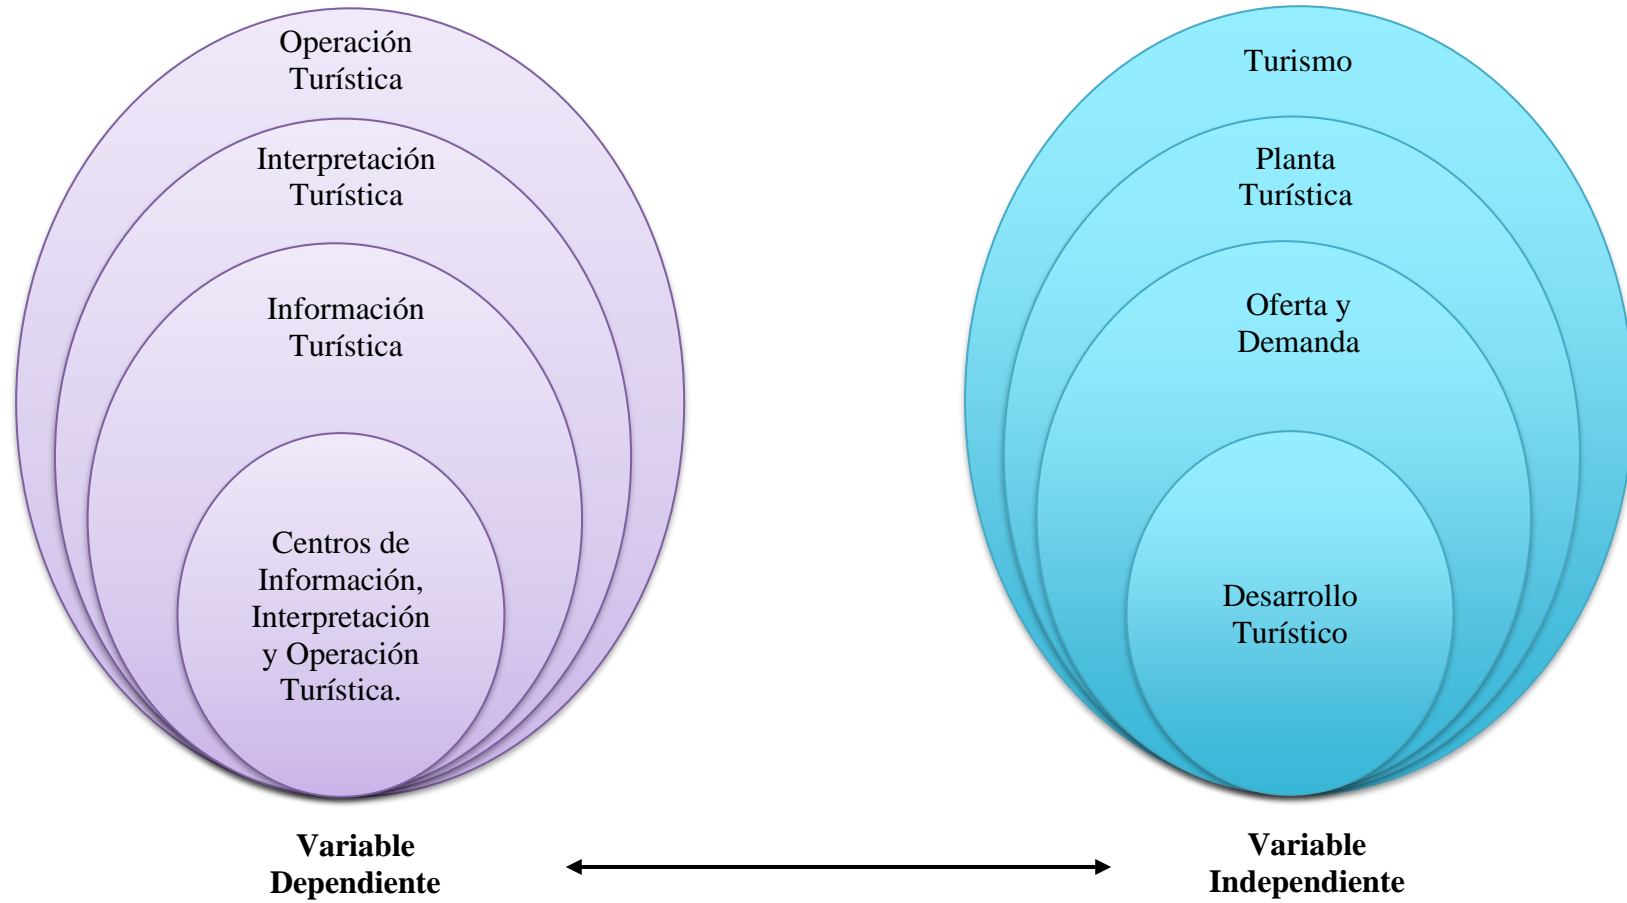 Operación
Turística
Interpretación
Turística
Información
Turística
Centros de
Información,
Interpretación
y Operación
Turística.
Variable
Dependiente
Turismo
Planta
Turística
Oferta y
Demanda
Desarrollo
Turístico
Variable
Independiente